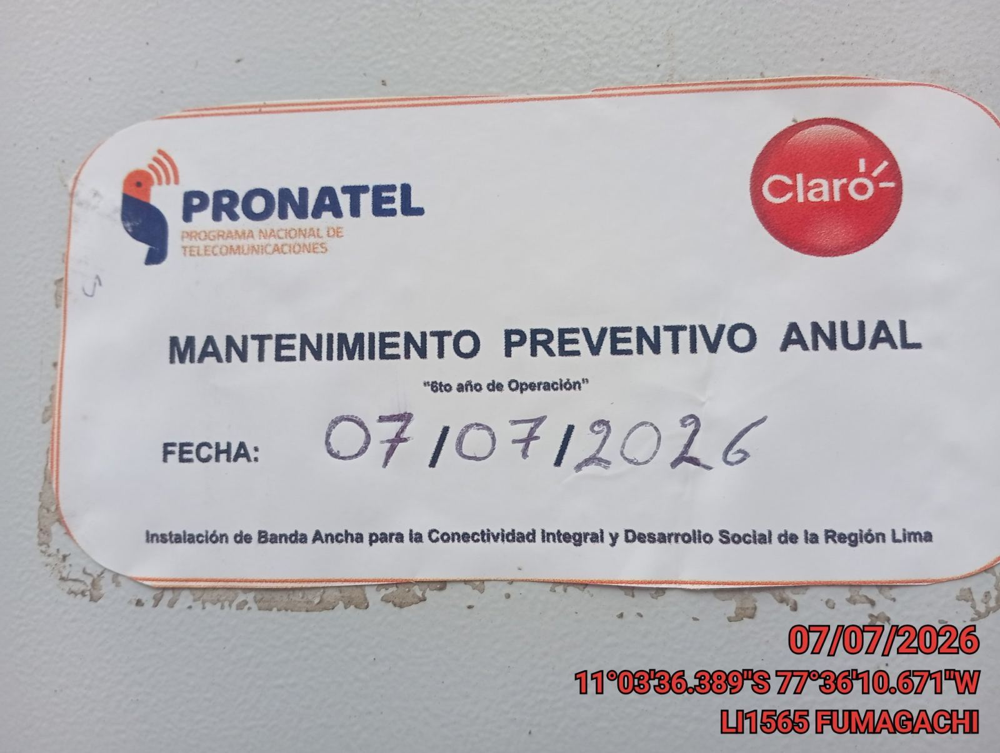 PRONATEL
PROGRAMA NACIONAL DE
TELECOMUNICACIONES
Claro
MANTENIMIENTO PREVENTIVO ANUAL
"6to año de Operación"
FECHA: 07/07/2026
Instalación de Banda Ancha para la Conectividad Integral y Desarrollo Social de la Región Lima
07/07/2026
11°03'36.389"S 77°36'10.671"W
LI1565 FUMAGACHI